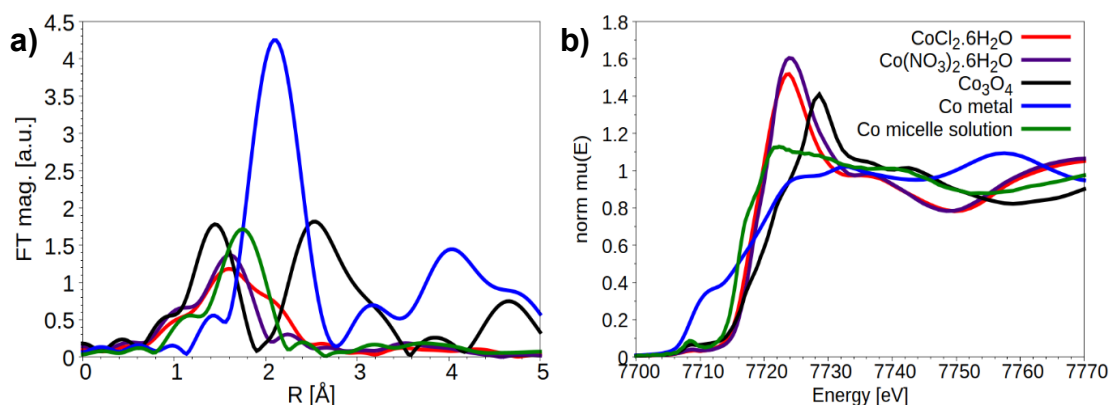 a)
FT mag. [a.u.]
4.5
4
3.5
3
2.5
2
1.5
1
0.5
0
0 1 2 3 4 5
R [Å]
b)
norm mu(E)
1.8
1.6
1.4
1.2
1
0.8
0.6
0.4
0.2
0
7700 7710 7720 7730 7740 7750 7760 7770
Energy [eV]
CoCl₂.6H₂O
Co(NO₃)₂.6H₂O
Co₃O₄
Co metal
Co micelle solution